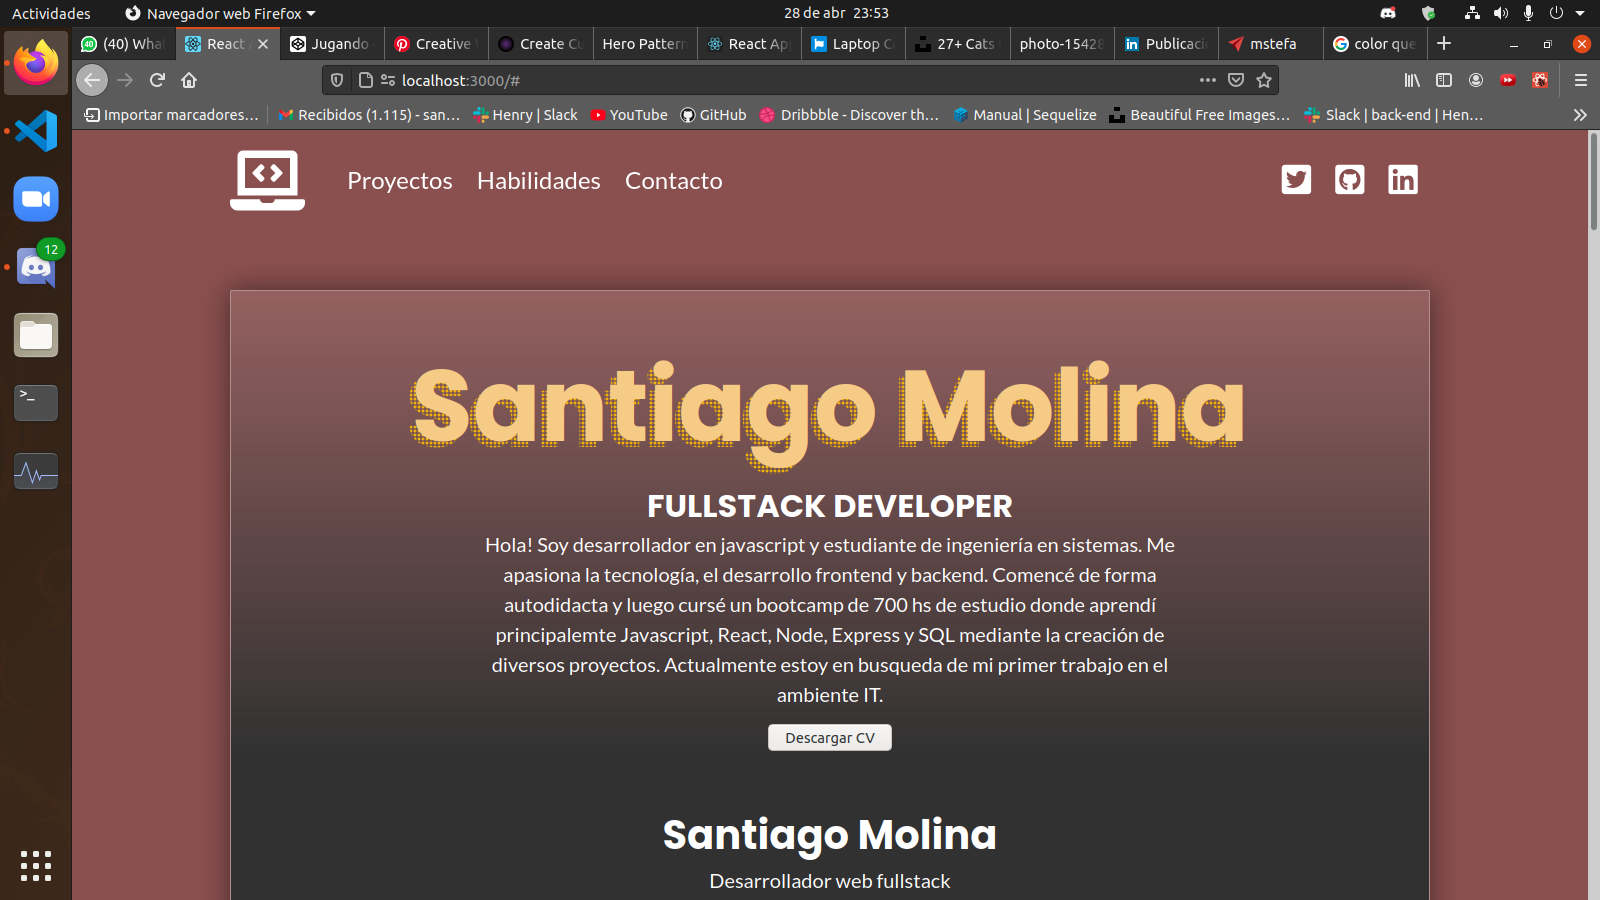 Actividades
Navegador web Firefox
28 de abr 23:53
(40) Wha
React A
Jugando
Creative
Create Cu
Hero Pattern
React App
Laptop C
27+ Cats
photo-15428
Publicaci
mstefa
color que
localhost:3000/#
Importar marcadores…
Recibidos (1.115) - san…
Henry | Slack
YouTube
GitHub
Dribbble - Discover th…
Manual | Sequelize
Beautiful Free Images…
Slack | back-end | Hen…
12
>_
Proyectos
Habilidades
Contacto
Santiago Molina
FULLSTACK DEVELOPER
Hola! Soy desarrollador en javascript y estudiante de ingeniería en sistemas. Me
apasiona la tecnología, el desarrollo frontend y backend. Comencé de forma
autodidacta y luego cursé un bootcamp de 700 hs de estudio donde aprendí
principalemte Javascript, React, Node, Express y SQL mediante la creación de
diversos proyectos. Actualmente estoy en busqueda de mi primer trabajo en el
ambiente IT.
Descargar CV
Santiago Molina
Desarrollador web fullstack